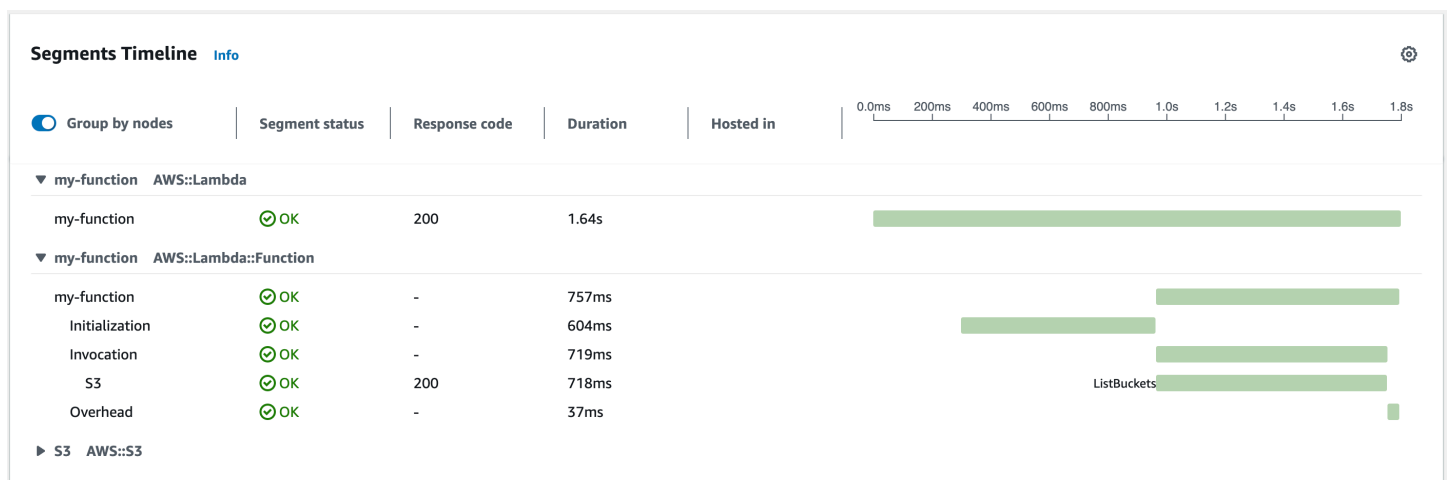 Segments Timeline Info
0.0ms 200ms 400ms 600ms 800ms 1.0s 1.2s 1.4s 1.6s 1.8s
Group by nodes Segment status Response code Duration Hosted in
my-function AWS::Lambda
my-function OK 200 1.64s
my-function AWS::Lambda::Function
my-function OK - 757ms
Initialization OK - 604ms
Invocation OK - 719ms
S3 OK 200 718ms ListBuckets
Overhead OK - 37ms
S3 AWS::S3